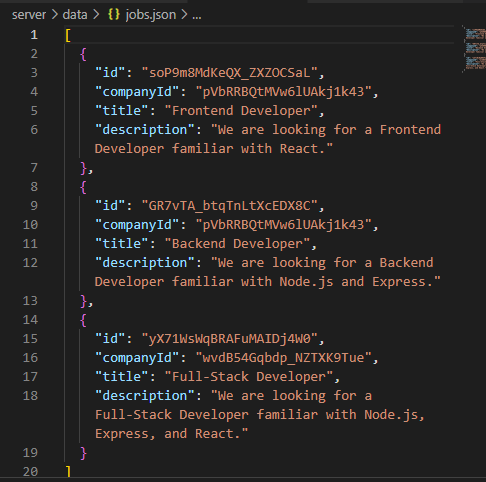 server > data > {} jobs.json > ...
1 [
2 {
3 "id": "soP9m8MdKeQX_ZXZOCSaL",
4 "companyId": "pVbRRBQtMVw6lUAkj1k43",
5 "title": "Frontend Developer",
6 "description": "We are looking for a Frontend
Developer familiar with React."
7 },
8 {
9 "id": "GR7vTA_btqTnLtXcEDX8C",
10 "companyId": "pVbRRBQtMVw6lUAkj1k43",
11 "title": "Backend Developer",
12 "description": "We are looking for a Backend
Developer familiar with Node.js and Express."
13 },
14 {
15 "id": "yX71WsWqBRAFuMAIDj4W0",
16 "companyId": "wvdB54Gqbdp_NZTXK9Tue",
17 "title": "Full-Stack Developer",
18 "description": "We are looking for a
Full-Stack Developer familiar with Node.js,
Express, and React."
19 }
20 ]